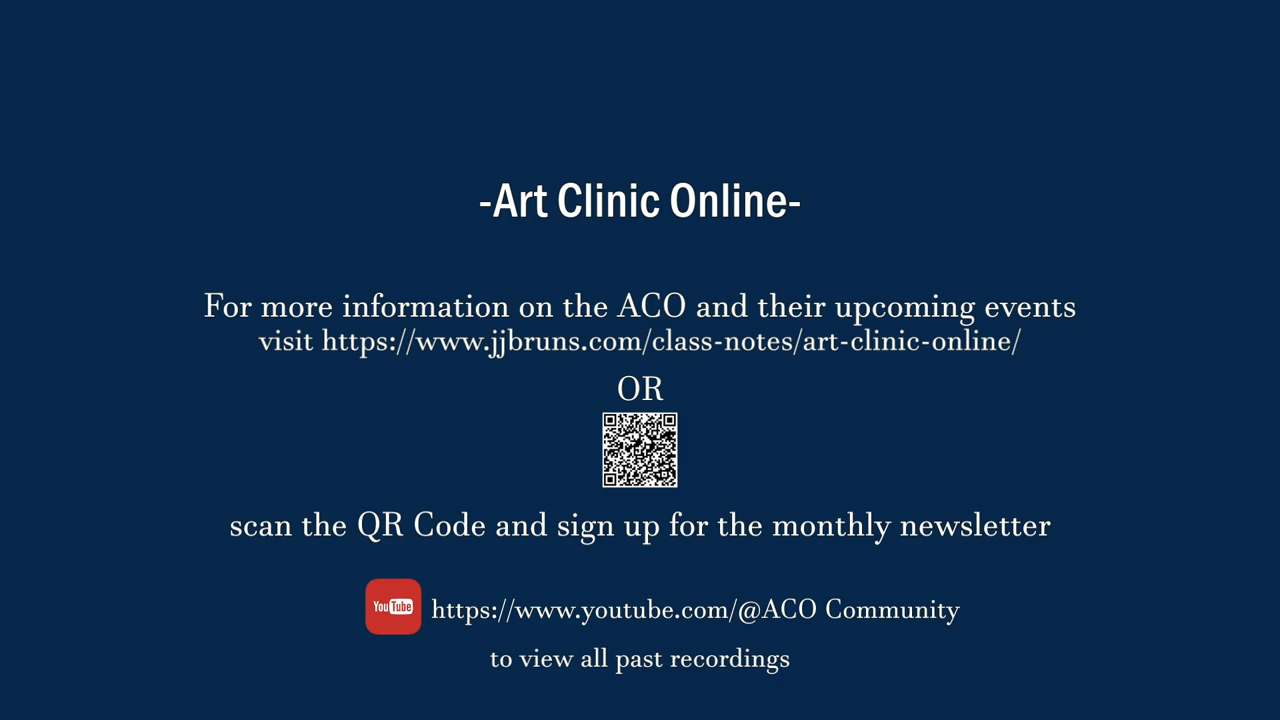 -Art Clinic Online-
For more information on the ACO and their upcoming events
visit https://www.jjbruns.com/class-notes/art-clinic-online/
OR
scan the QR Code and sign up for the monthly newsletter
YouTube https://www.youtube.com/@ACO Community
to view all past recordings